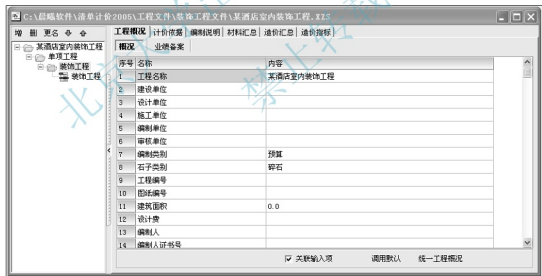 C:\晨曦软件\清单计价2005\工程文件\装饰工程文件\某酒店室内装饰工程.XZS
增 删 更名
工程概况 计价依据 编制说明 材料汇总 造价汇总 造价指标
某酒店室内装饰工程
单项工程
装饰工程
装饰工程
概况 业绩备案
序号 名称 内容
1 工程名称 某酒店室内装饰工程
2 建设单位
3 设计单位
4 施工单位
5 编制单位
6 审核单位
7 编制类别 预算
8 石子类别 碎石
9 工程编号
10 图纸编号
11 建筑面积 0.0
12 设计费
13 编制人
14 编制人证书号
关联输入项 调用默认 统一工程概况
禁止转载